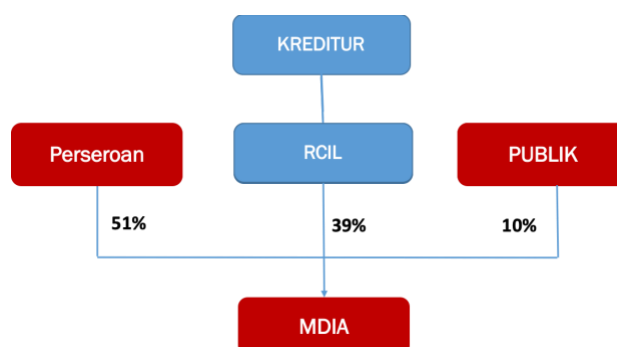 KREDITUR
Perseroan
RCIL
PUBLIK
51%
39%
10%
MDIA